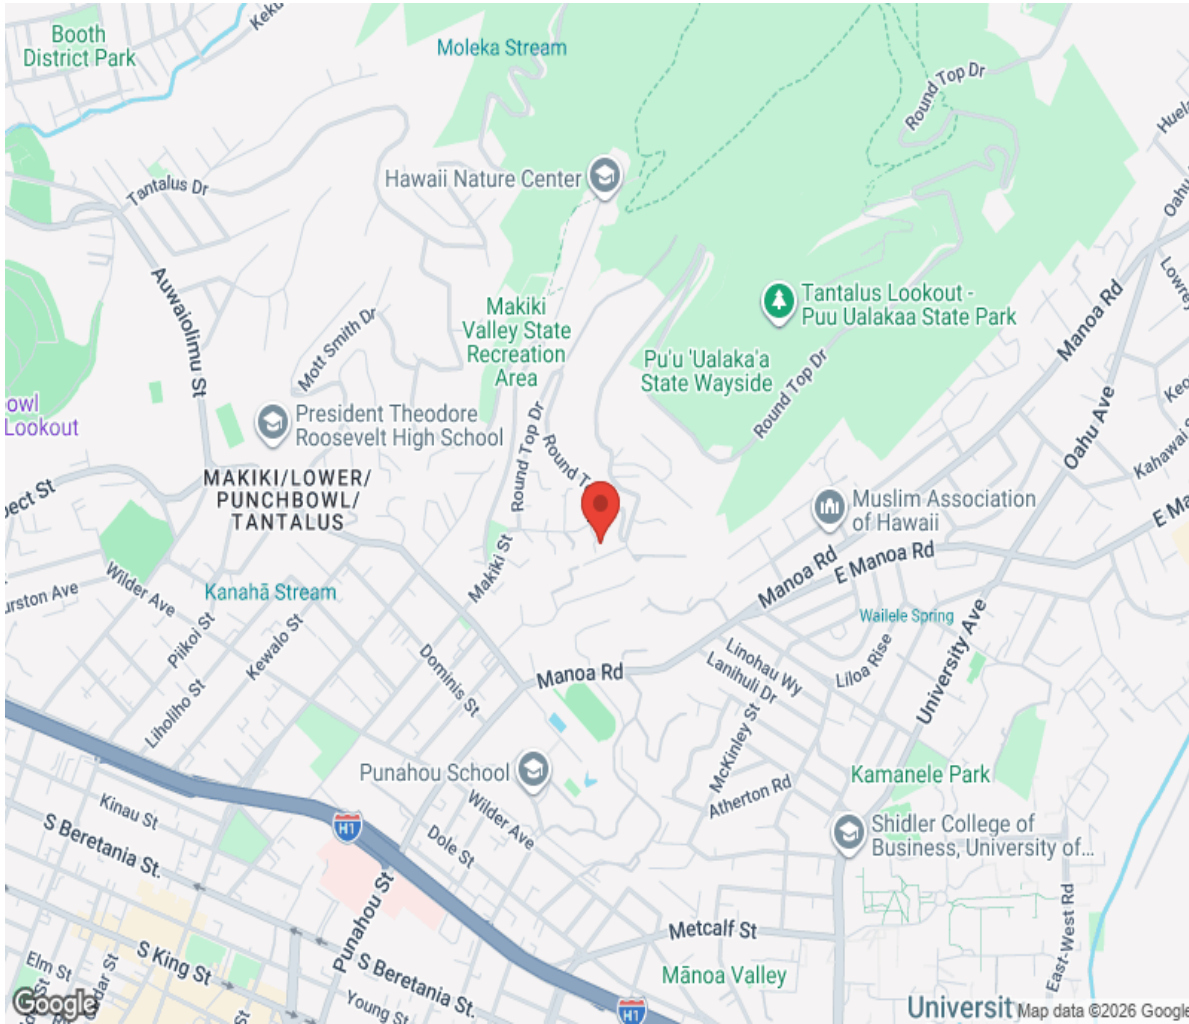 Booth
District Park
Moleka Stream
Round Top Dr
Tantalus Dr
Hawaii Nature Center
Oahu
Auwaiolimu St
Mott Smith Dr
Makiki
Valley State
Recreation
Area
Tantalus Lookout -
Puu Ualakaa State Park
Manoa Rd
Pu'u 'Ualaka'a
State Wayside
Round Top Dr
Lookout
President Theodore
Roosevelt High School
Round Top Dr
Oahu Ave
MAKIKI/LOWER/
PUNCHBOWL/
TANTALUS
Muslim Association
of Hawaii
Makiki St
Manoa Rd
E Manoa Rd
Wilder Ave
Kanahā Stream
Piikoi St
Kewalo St
Wailele Spring
Liloa Rise
University Ave
Dominis St
Manoa Rd
Linohau Wy
Lanihuli Dr
Liholiho St
McKinley St
Punahou School
Atherton Rd
Kamanele Park
Kinau St
S Beretania St.
H1
Wilder Ave
Dole St
Shidler College of
Business, University of...
Punahou St
Metcalf St
East-West Rd
S King St
S Beretania St.
Mānoa Valley
Elm St
Young St
H1
Google
Map data ©2026 Google